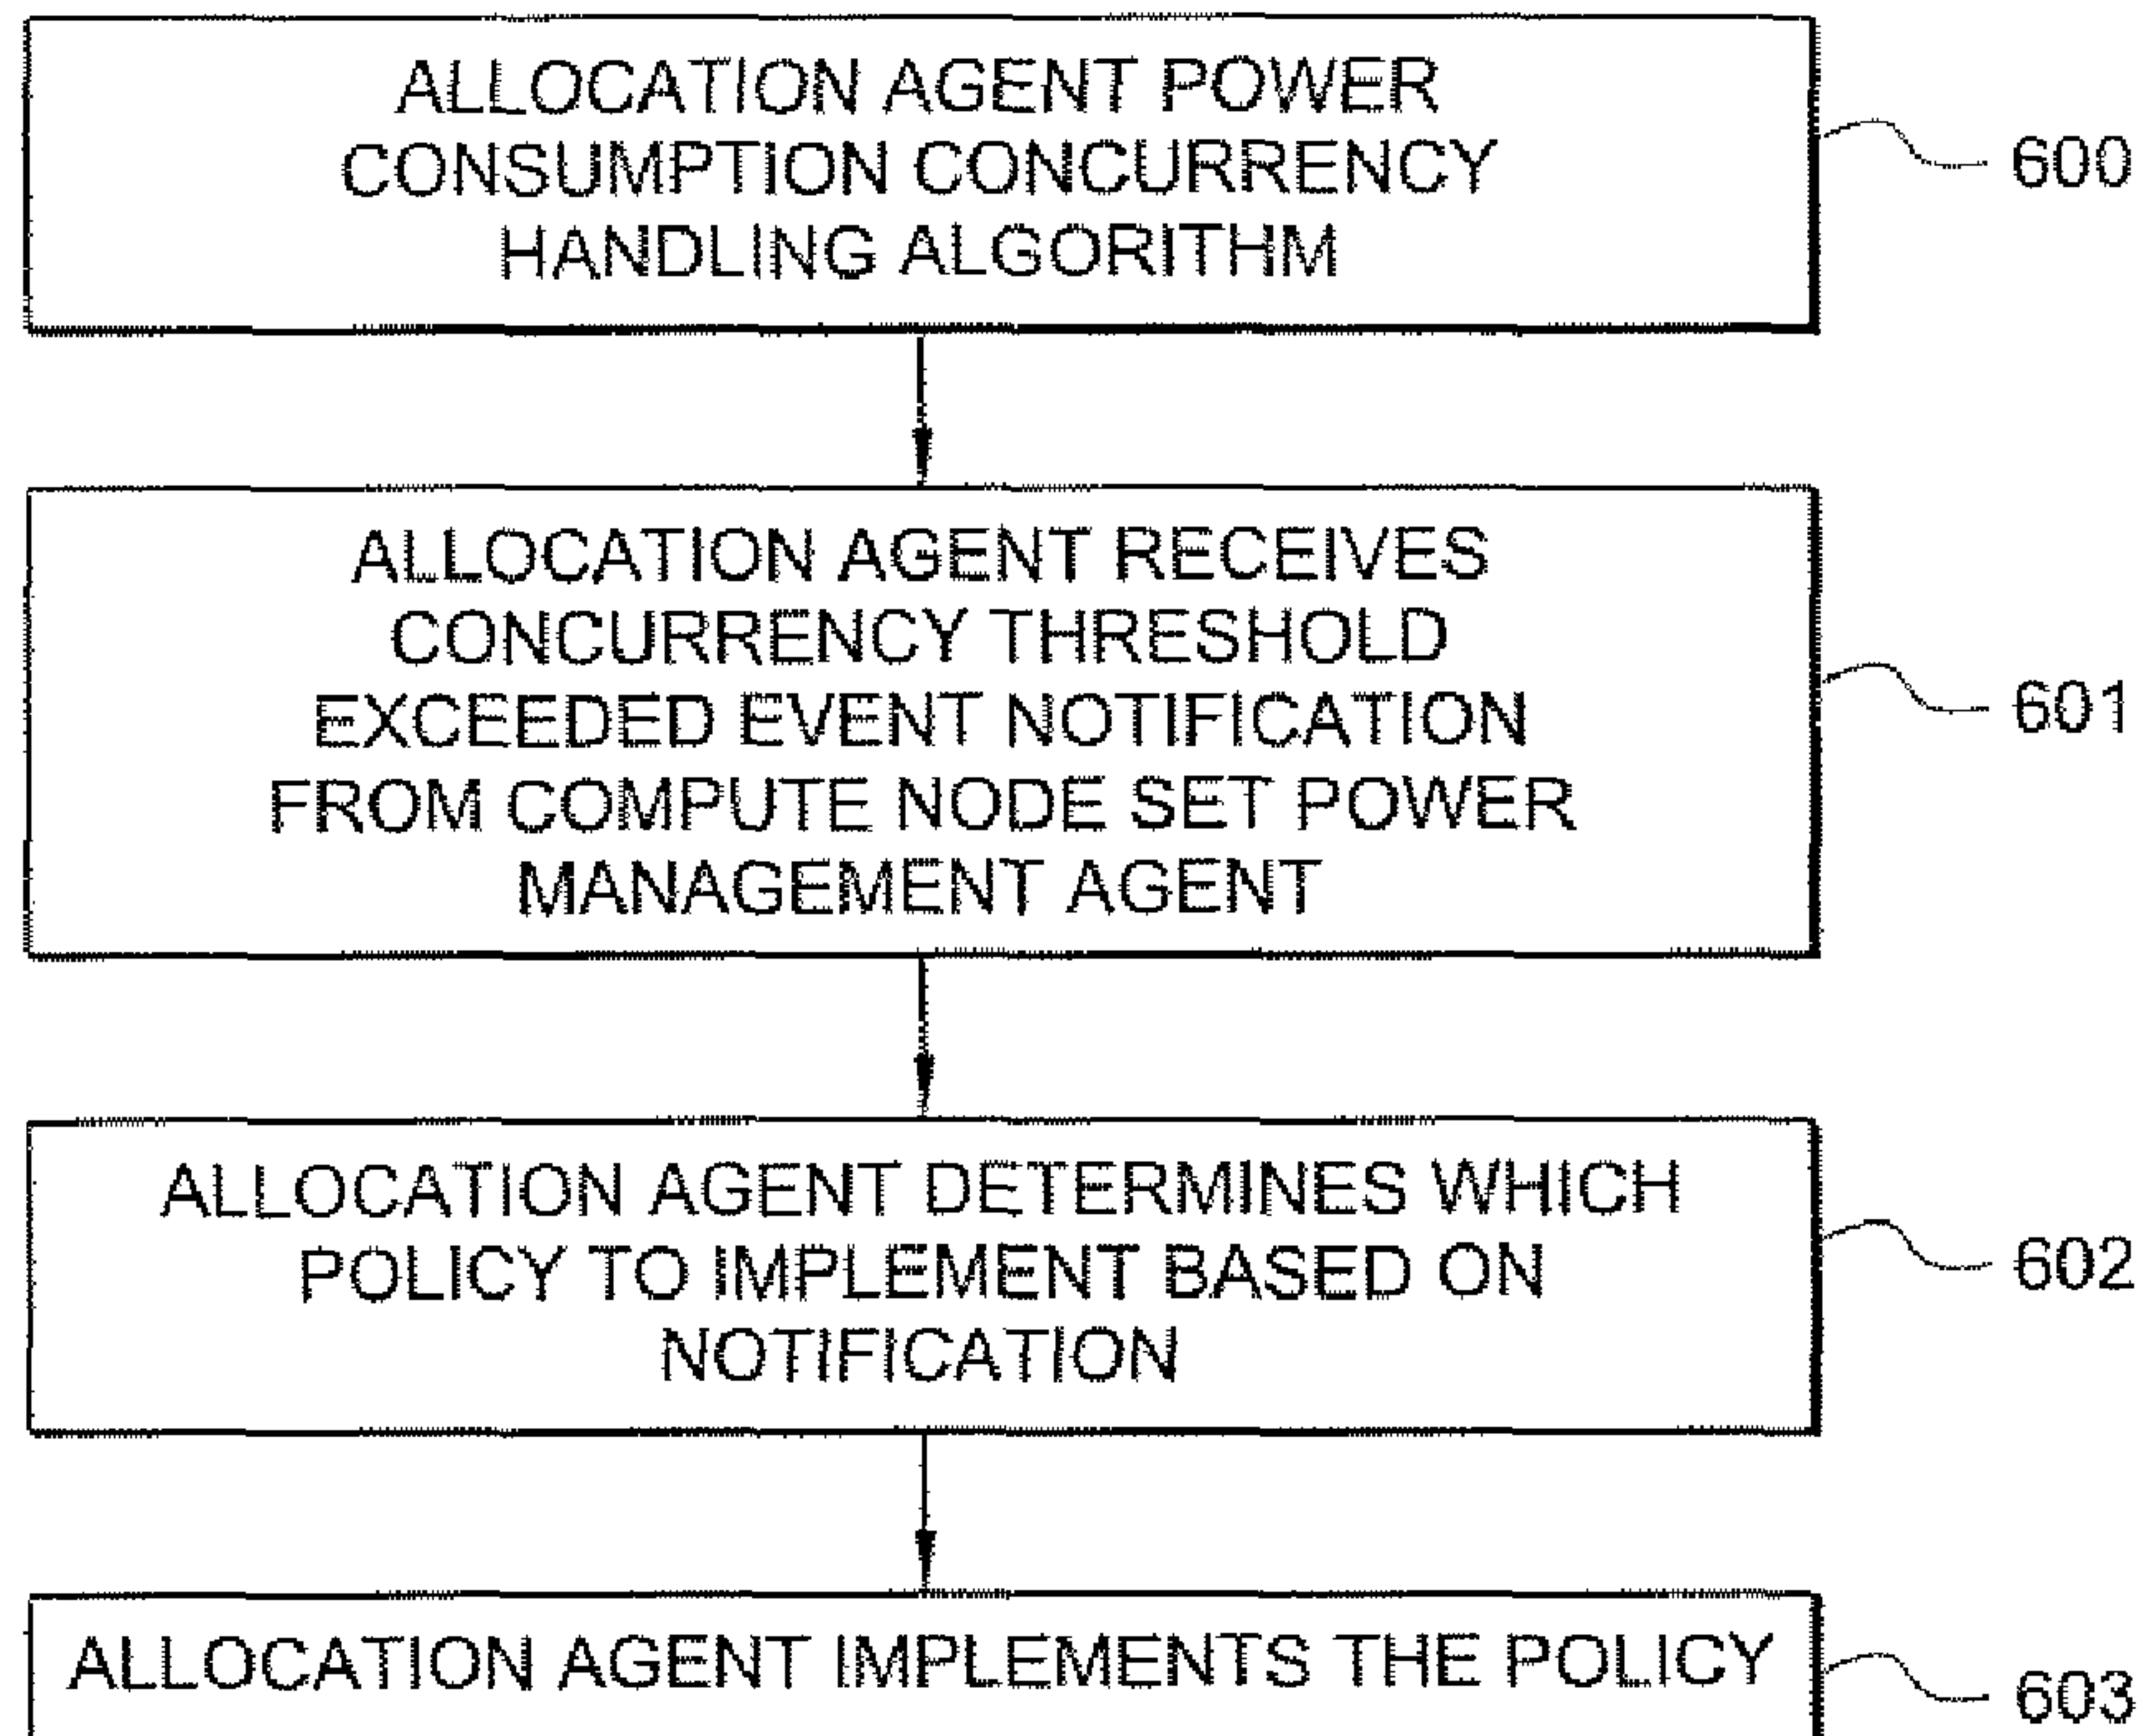 ALLOCATION AGENT POWER
CONSUMPTION CONCURRENCY
HANDLING ALGORITHM
600
ALLOCATION AGENT RECEIVES
CONCURRENCY THRESHOLD
EXCEEDED EVENT NOTIFICATION
FROM COMPUTE NODE SET POWER
MANAGEMENT AGENT
601
ALLOCATION AGENT DETERMINES WHICH
POLICY TO IMPLEMENT BASED ON
NOTIFICATION
602
ALLOCATION AGENT IMPLEMENTS THE POLICY
603